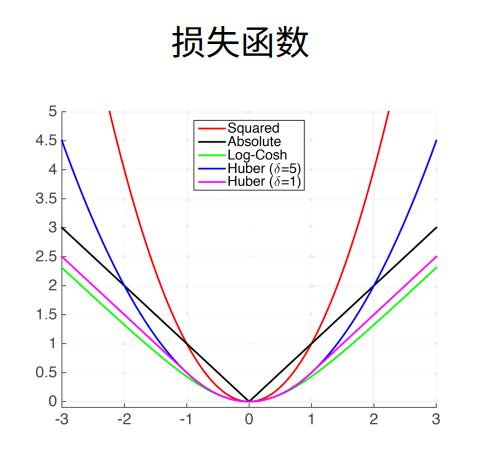 损失函数
5
4.5
4
3.5
3
2.5
2
1.5
1
0.5
0
Squared
Absolute
Log-Cosh
Huber (δ=5)
Huber (δ=1)
-3 -2 -1 0 1 2 3